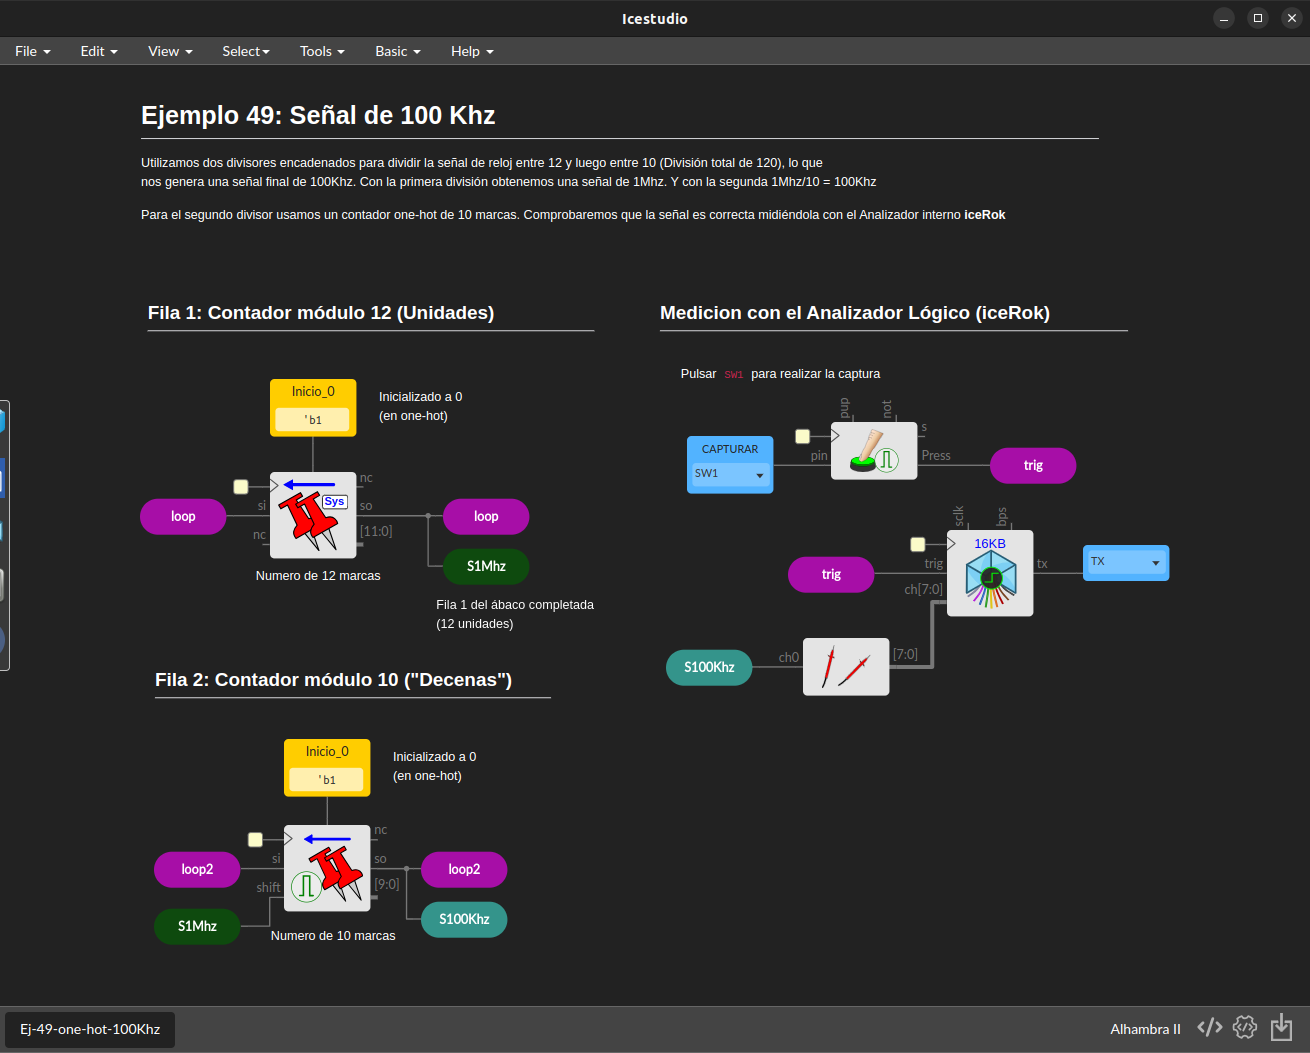 Icestudio
File Edit View Select Tools Basic Help
Ejemplo 49: Señal de 100 Khz
Utilizamos dos divisores encadenados para dividir la señal de reloj entre 12 y luego entre 10 (División total de 120), lo que
nos genera una señal final de 100Khz. Con la primera división obtenemos una señal de 1Mhz. Y con la segunda 1Mhz/10 = 100Khz
Para el segundo divisor usamos un contador one-hot de 10 marcas. Comprobaremos que la señal es correcta midiéndola con el Analizador interno iceRok
Fila 1: Contador módulo 12 (Unidades)
Inicio_0
'b1
Inicializado a 0
(en one-hot)
nc
Sys
si
so
loop
loop
nc
[11:0]
S1Mhz
Numero de 12 marcas
Fila 1 del ábaco completada
(12 unidades)
Fila 2: Contador módulo 10 ("Decenas")
Inicio_0
'b1
Inicializado a 0
(en one-hot)
nc
si
so
loop2
loop2
shift
[9:0]
S1Mhz
S100Khz
Numero de 10 marcas
Medicion con el Analizador Lógico (iceRok)
Pulsar SW1 para realizar la captura
pup
not
s
CAPTURAR
SW1
pin
Press
trig
sclk
bps
16KB
trig
trig
tx
TX
ch[7:0]
S100Khz
ch0
[7:0]
Ej-49-one-hot-100Khz
Alhambra II